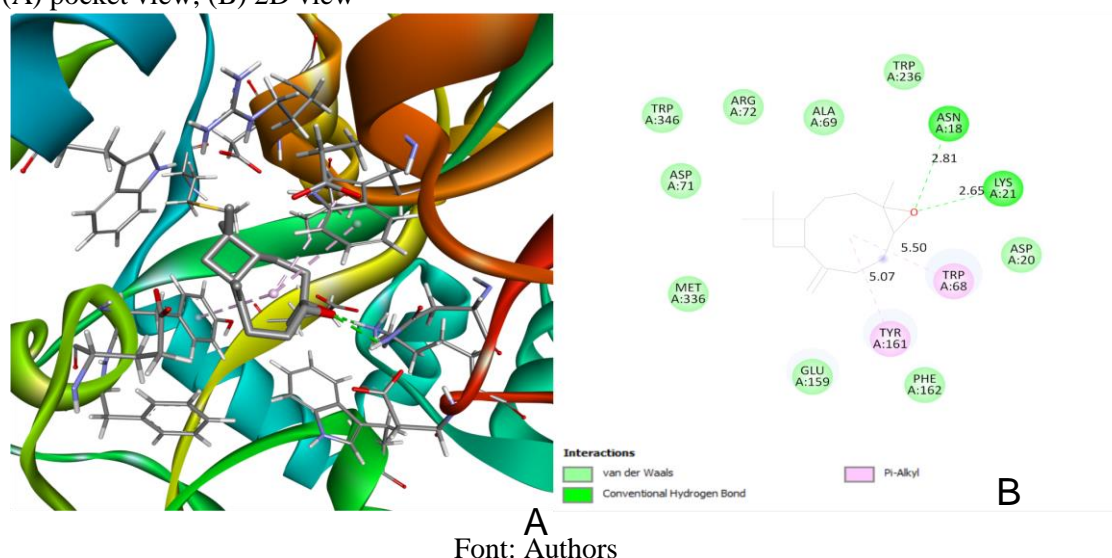 (A) pocket view; (B) 2D view
TRP
A:236
TRP
A:346
ARG
A:72
ALA
A:69
ASN
A:18
2.81
ASP
A:71
2.65
LYS
A:21
O
5.50
ASP
A:20
5.07
TRP
A:68
MET
A:336
TYR
A:161
GLU
A:159
PHE
A:162
Interactions
van der Waals
Pi-Alkyl
Conventional Hydrogen Bond
B
A
Font: Authors